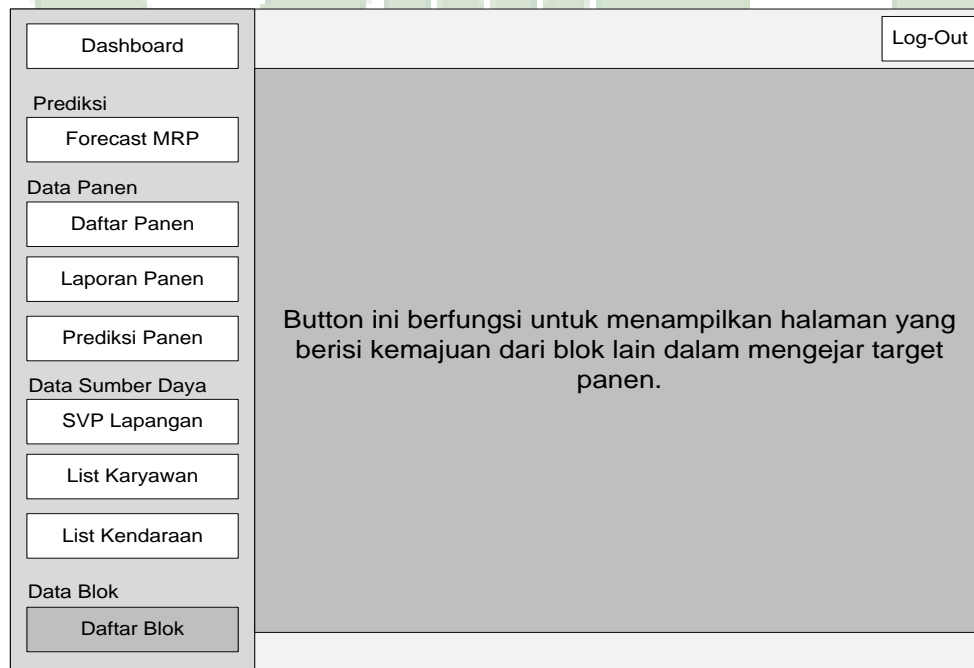 Dashboard
Log-Out
Prediksi
Forecast MRP
Data Panen
Daftar Panen
Laporan Panen
Prediksi Panen
Data Sumber Daya
SVP Lapangan
List Karyawan
List Kendaraan
Data Blok
Daftar Blok
Button ini berfungsi untuk menampilkan halaman yang
berisi kemajuan dari blok lain dalam mengejar target
panen.